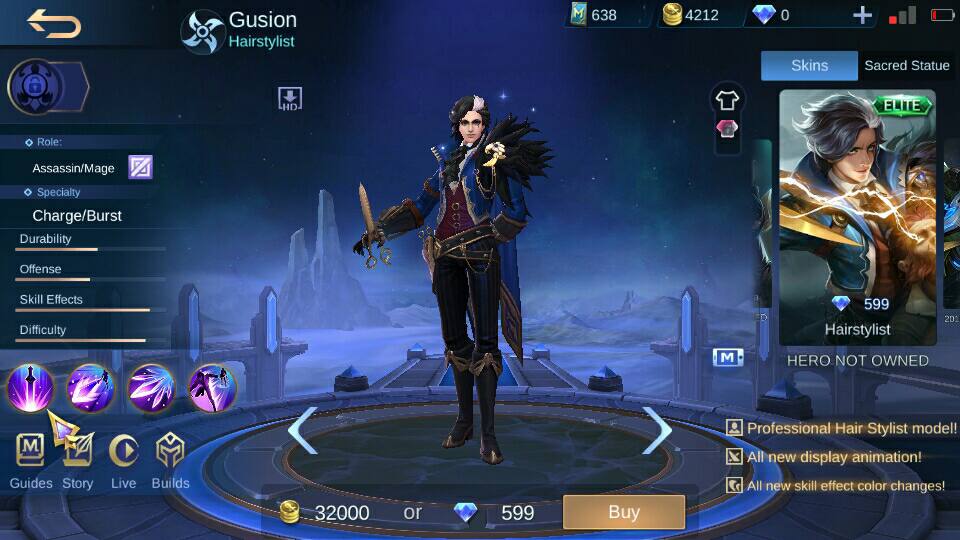 Gusion
Hairstylist
638
4212
0
Skins
Sacred Statue
HD
ELITE
Role:
Assassin/Mage
Specialty
Charge/Burst
Durability
Offense
Skill Effects
Difficulty
599
Hairstylist
201
M
HERO NOT OWNED
Professional Hair Stylist model!
All new display animation!
All new skill effect color changes!
Guides
Story
Live
Builds
32000 or 599
Buy